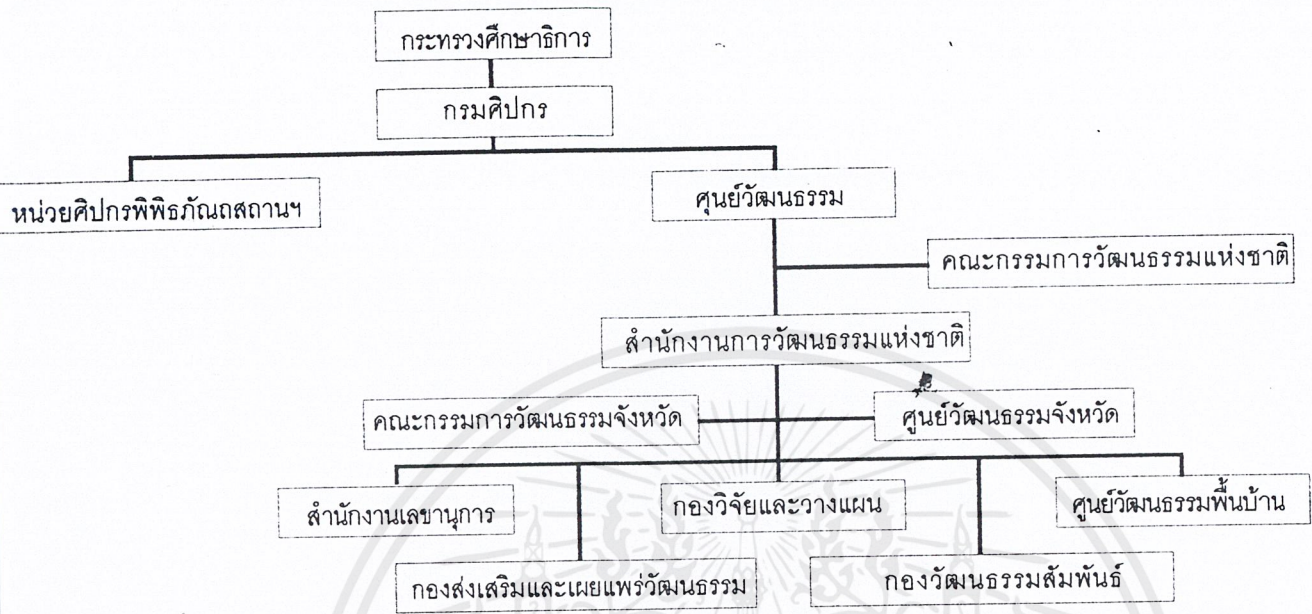 กระทรวงศึกษาธิการ
กรมศิปกร
หน่วยศิปกรพิพิธภัณถสถานฯ
ศุนย์วัฒนธรรม
คณะกรรมการวัฒนธรรมแห่งชาติ
สำนักงานการวัฒนธรรมแห่งชาติ
คณะกรรมการวัฒนธรรมจังหวัด
ศูนย์วัฒนธรรมจังหวัด
สำนักงานเลขานุการ
กองวิจัยและวางแผน
ศูนย์วัฒนธรรมพื้นบ้าน
กองส่งเสริมและเผยแพร่วัฒนธรรม
กองวัฒนธรรมสัมพันธ์